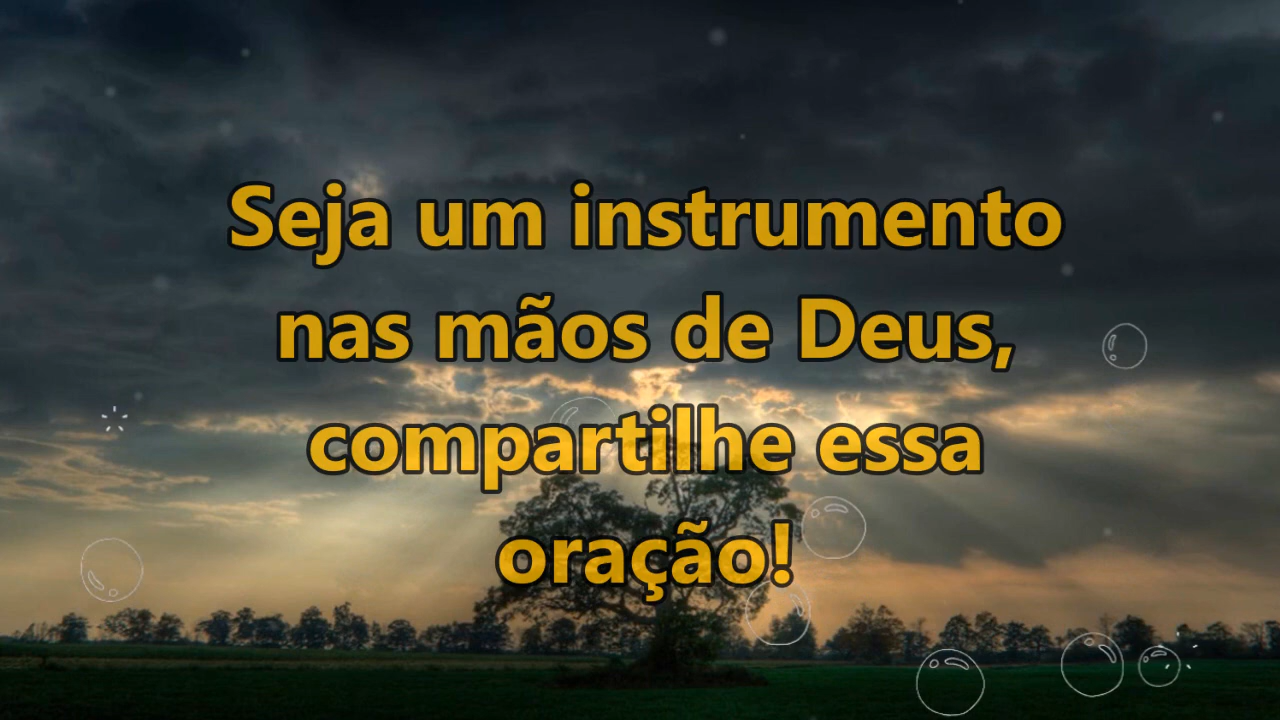 Seja um instrumento
nas mãos de Deus,
compartilhe essa
oração!